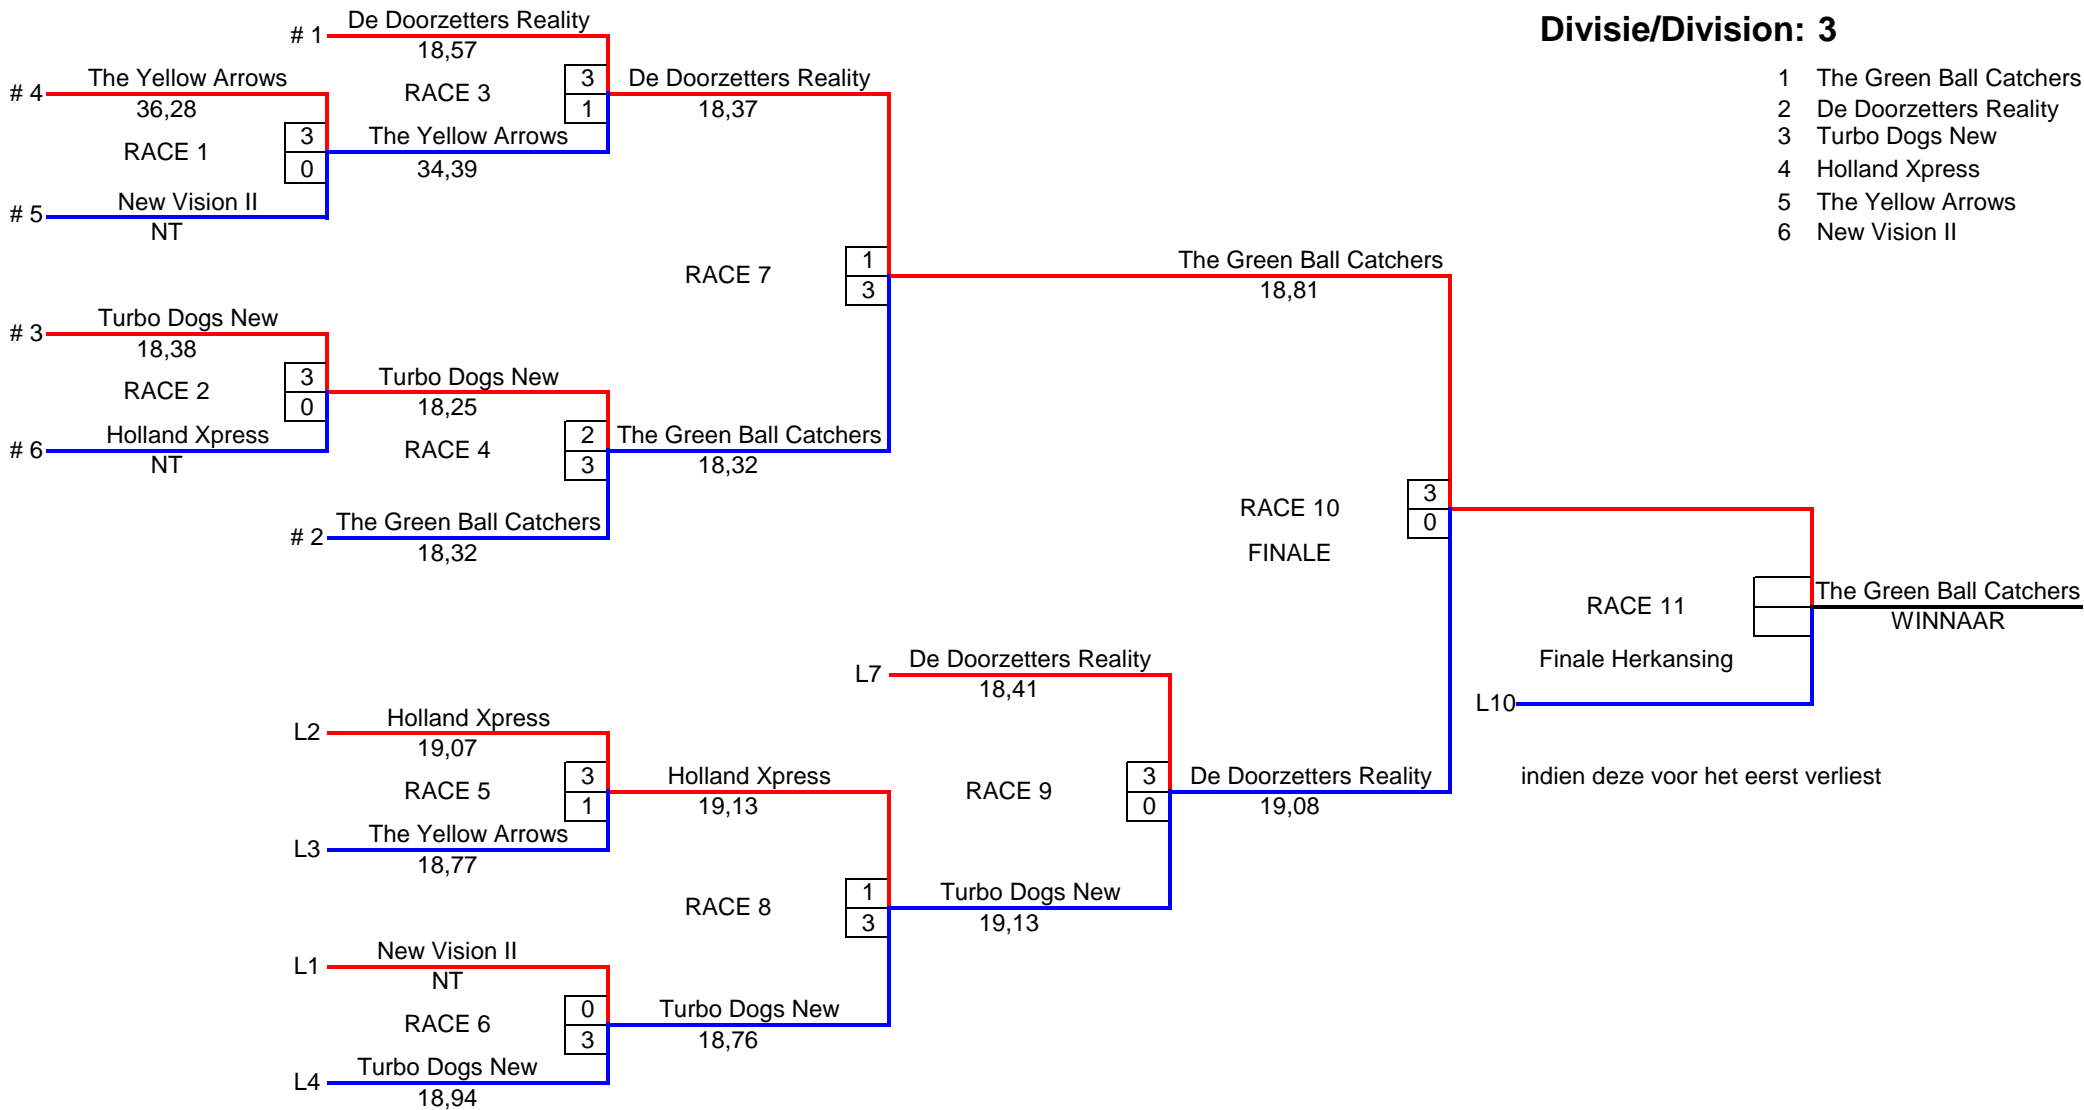 Divisie/Division: 3
1 The Green Ball Catchers
2 De Doorzetters Reality
3 Turbo Dogs New
4 Holland Xpress
5 The Yellow Arrows
6 New Vision II
# 1 De Doorzetters Reality
18,57
# 4 The Yellow Arrows
36,28
RACE 1
3
0
# 5 New Vision II
NT
RACE 3
3
1
The Yellow Arrows
34,39
De Doorzetters Reality
18,37
# 3 Turbo Dogs New
18,38
RACE 2
3
0
# 6 Holland Xpress
NT
Turbo Dogs New
18,25
RACE 4
2
3
# 2 The Green Ball Catchers
18,32
The Green Ball Catchers
18,32
RACE 7
1
3
The Green Ball Catchers
18,81
RACE 10
FINALE
3
0
L2 Holland Xpress
19,07
RACE 5
3
1
L3 The Yellow Arrows
18,77
Holland Xpress
19,13
L1 New Vision II
NT
RACE 6
0
3
L4 Turbo Dogs New
18,94
Turbo Dogs New
18,76
RACE 8
1
3
Turbo Dogs New
19,13
L7 De Doorzetters Reality
18,41
RACE 9
3
0
De Doorzetters Reality
19,08
RACE 11
Finale Herkansing
L10
indien deze voor het eerst verliest
The Green Ball Catchers
WINNAAR